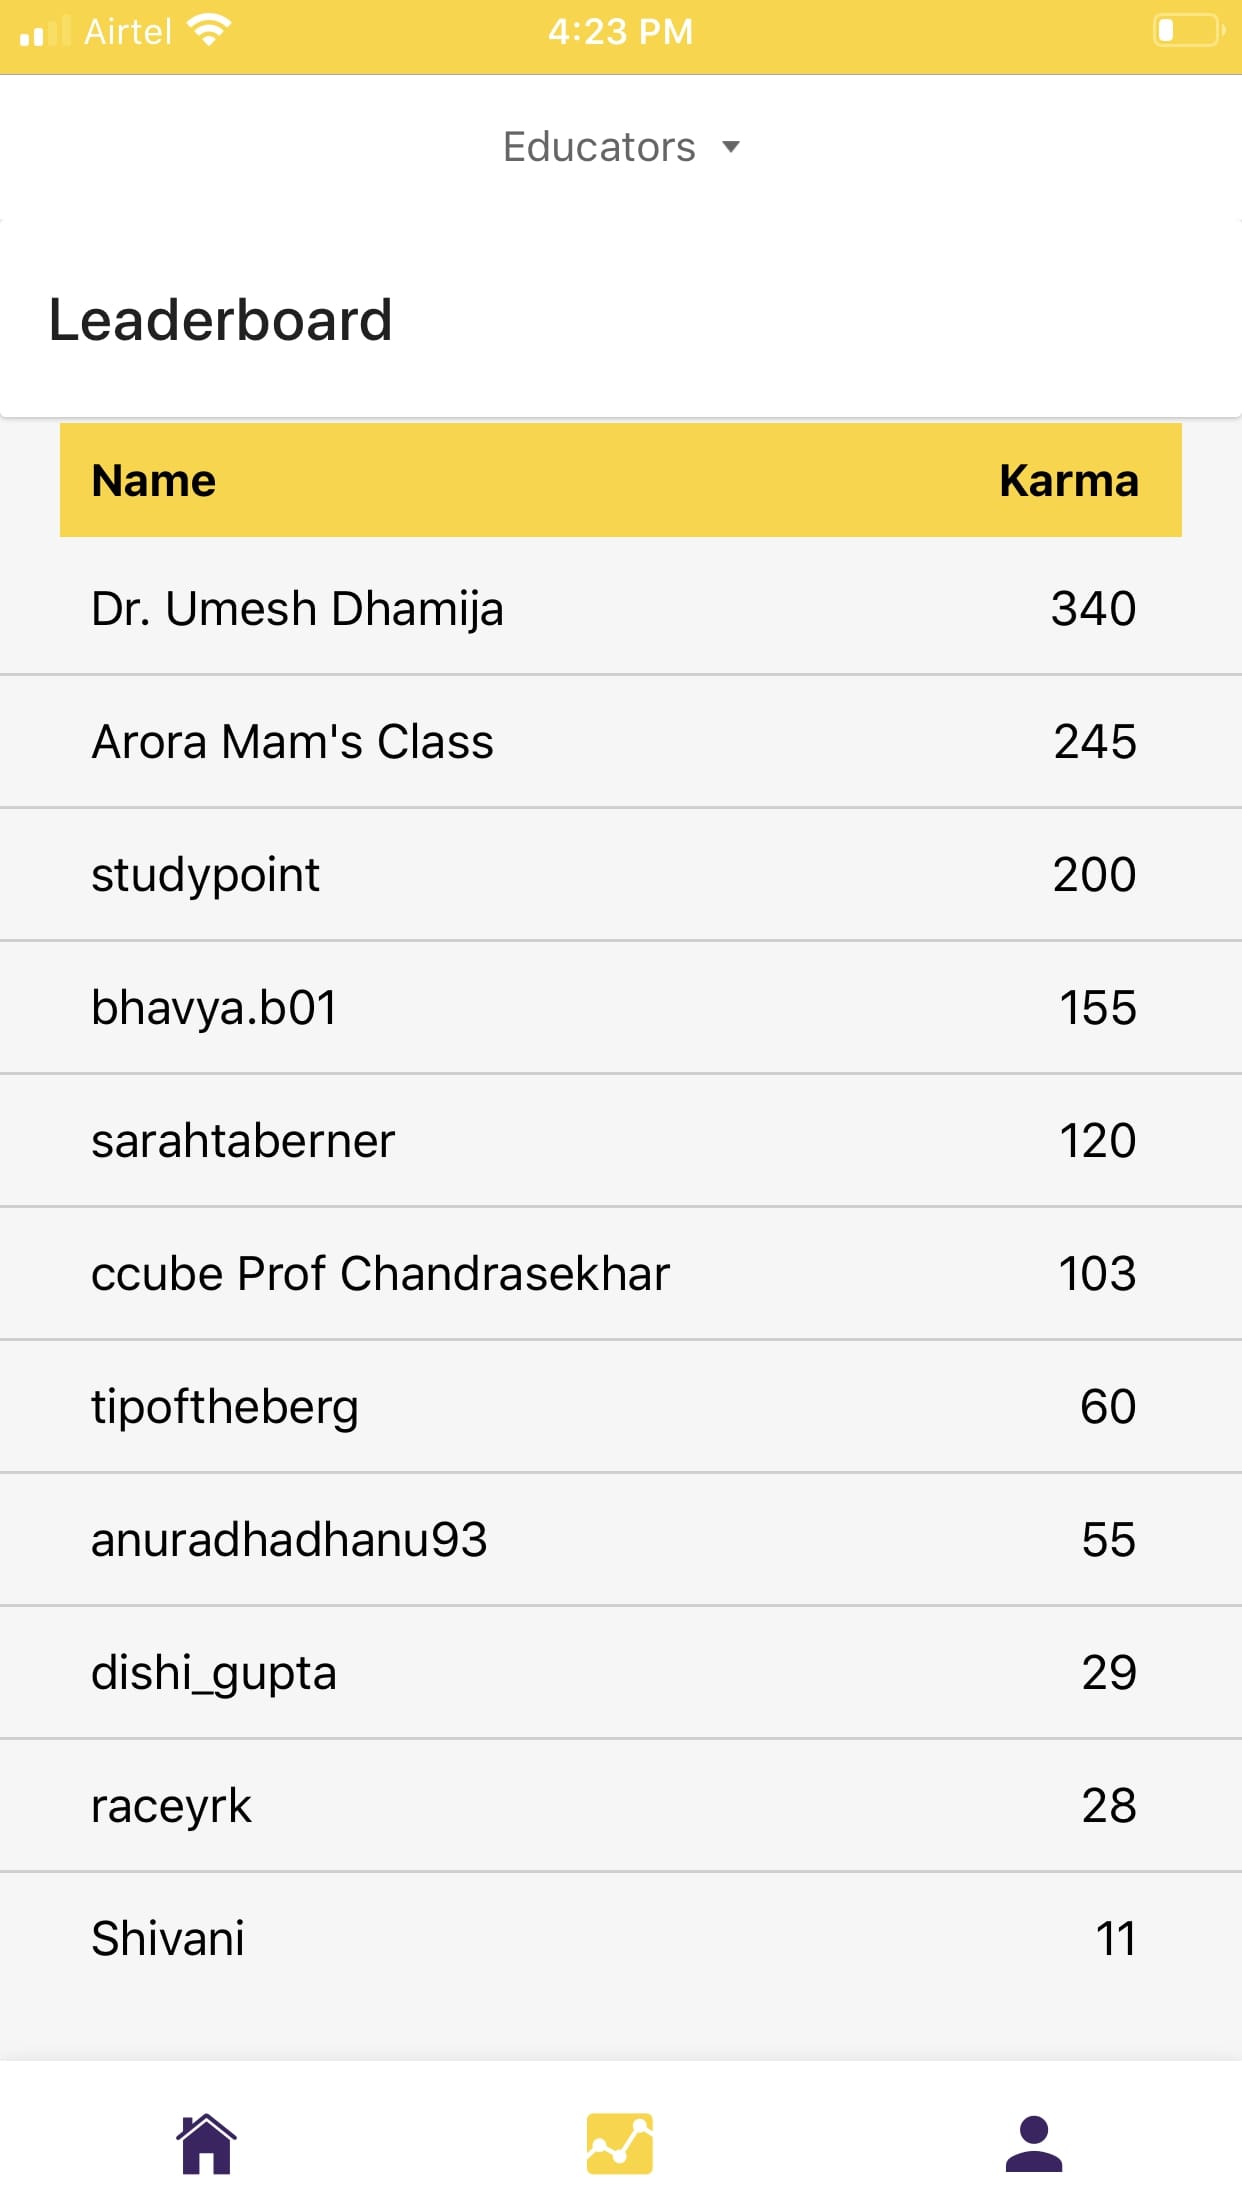 Airtel 4:23 PM
Educators
Leaderboard
Name Karma
Dr. Umesh Dhamija 340
Arora Mam's Class 245
studypoint 200
bhavya.b01 155
sarahtaberner 120
ccube Prof Chandrasekhar 103
tipoftheberg 60
anuradhadhanu93 55
dishi_gupta 29
raceyrk 28
Shivani 11